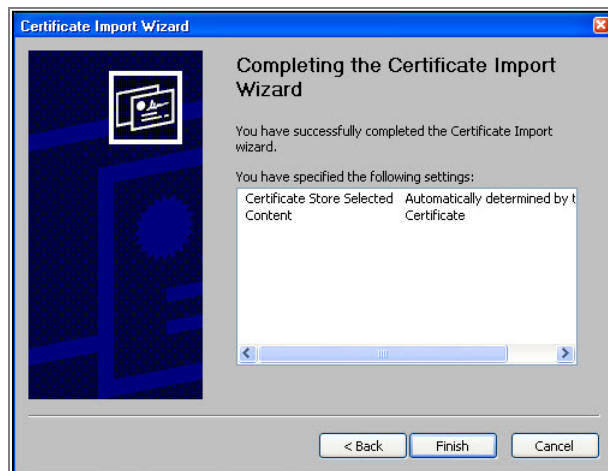 Certificate Import Wizard
Completing the Certificate Import
Wizard
You have successfully completed the Certificate Import
wizard.
You have specified the following settings:
Certificate Store Selected Automatically determined by t
Content Certificate
< Back Finish Cancel